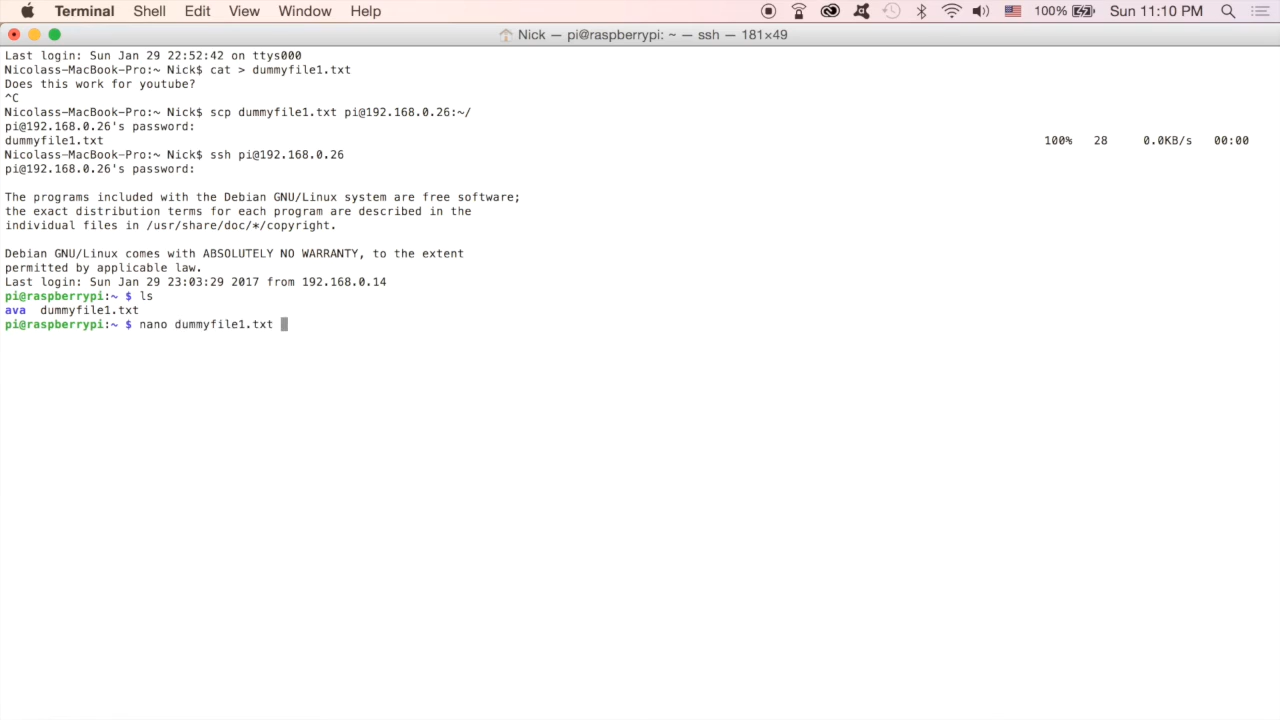 Terminal Shell Edit View Window Help 100% Sun 11:10 PM
Nick — pi@raspberrypi: ~ — ssh — 181×49
Last login: Sun Jan 29 22:52:42 on ttys000
Nicolass-MacBook-Pro:~ Nick$ cat > dummyfile1.txt
Does this work for youtube?
^C
Nicolass-MacBook-Pro:~ Nick$ scp dummyfile1.txt pi@192.168.0.26:~/
pi@192.168.0.26's password:
dummyfile1.txt 100% 28 0.0KB/s 00:00
Nicolass-MacBook-Pro:~ Nick$ ssh pi@192.168.0.26
pi@192.168.0.26's password:
The programs included with the Debian GNU/Linux system are free software;
the exact distribution terms for each program are described in the
individual files in /usr/share/doc/*/copyright.
Debian GNU/Linux comes with ABSOLUTELY NO WARRANTY, to the extent
permitted by applicable law.
Last login: Sun Jan 29 23:03:29 2017 from 192.168.0.14
pi@raspberrypi:~ $ ls
ava dummyfile1.txt
pi@raspberrypi:~ $ nano dummyfile1.txt